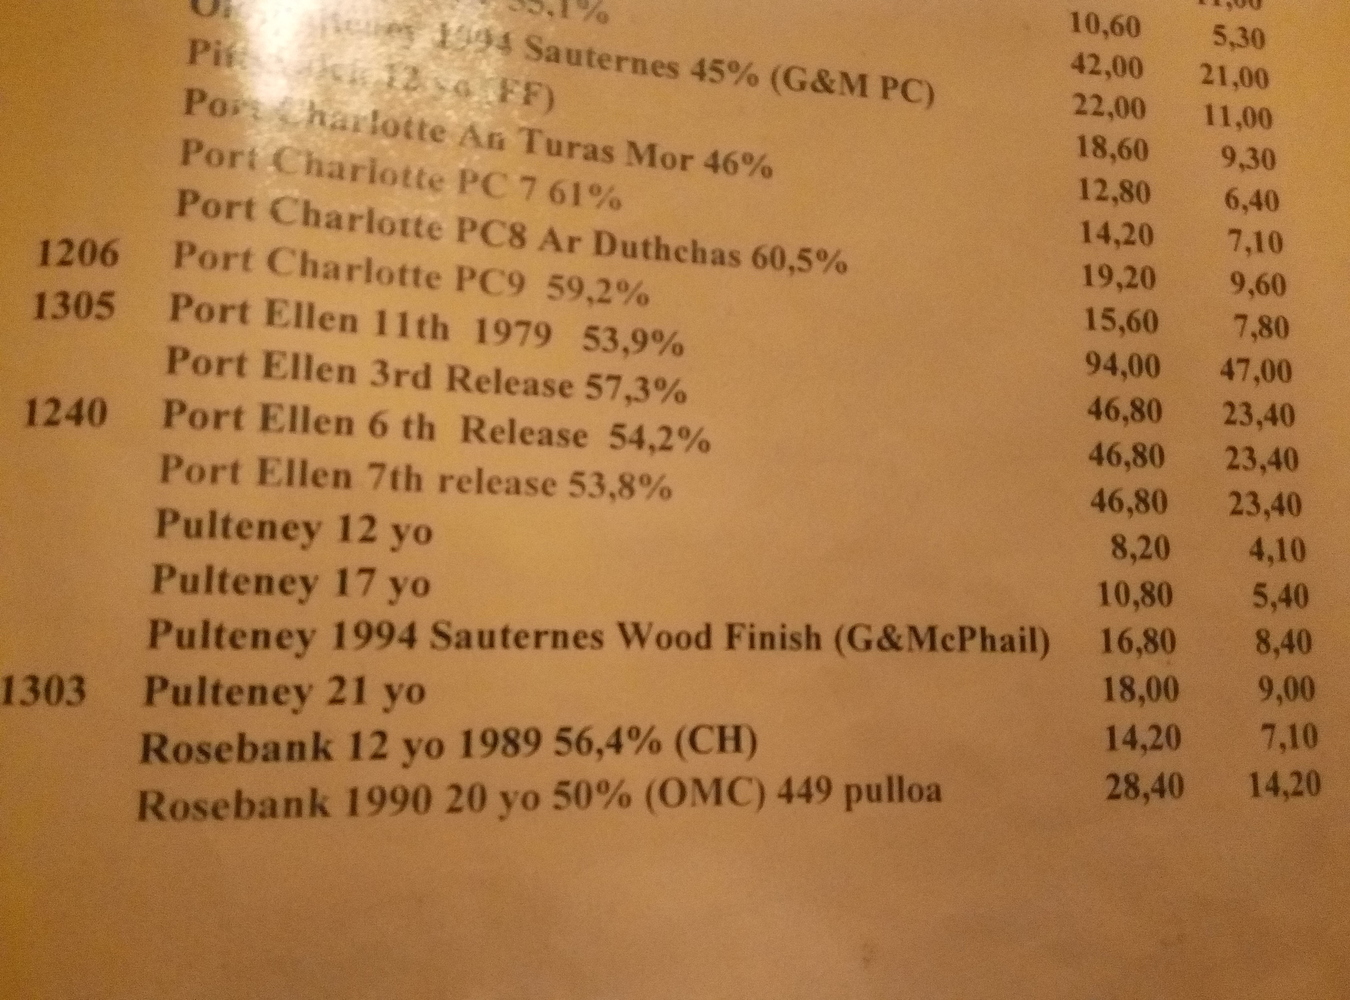 10,60 5,30
42,00 21,00
1994 Sauternes 45% (G&M PC) 22,00 11,00
12 yo (FF) 18,60 9,30
Port Charlotte An Turas Mor 46% 12,80 6,40
Port Charlotte PC 7 61% 14,20 7,10
Port Charlotte PC8 Ar Duthchas 60,5% 19,20 9,60
1206 Port Charlotte PC9 59,2% 15,60 7,80
1305 Port Ellen 11th 1979 53,9% 94,00 47,00
Port Ellen 3rd Release 57,3% 46,80 23,40
1240 Port Ellen 6 th Release 54,2% 46,80 23,40
Port Ellen 7th release 53,8% 46,80 23,40
Pulteney 12 yo 8,20 4,10
Pulteney 17 yo 10,80 5,40
Pulteney 1994 Sauternes Wood Finish (G&McPhail) 16,80 8,40
1303 Pulteney 21 yo 18,00 9,00
Rosebank 12 yo 1989 56,4% (CH) 14,20 7,10
Rosebank 1990 20 yo 50% (OMC) 449 pulloa 28,40 14,20